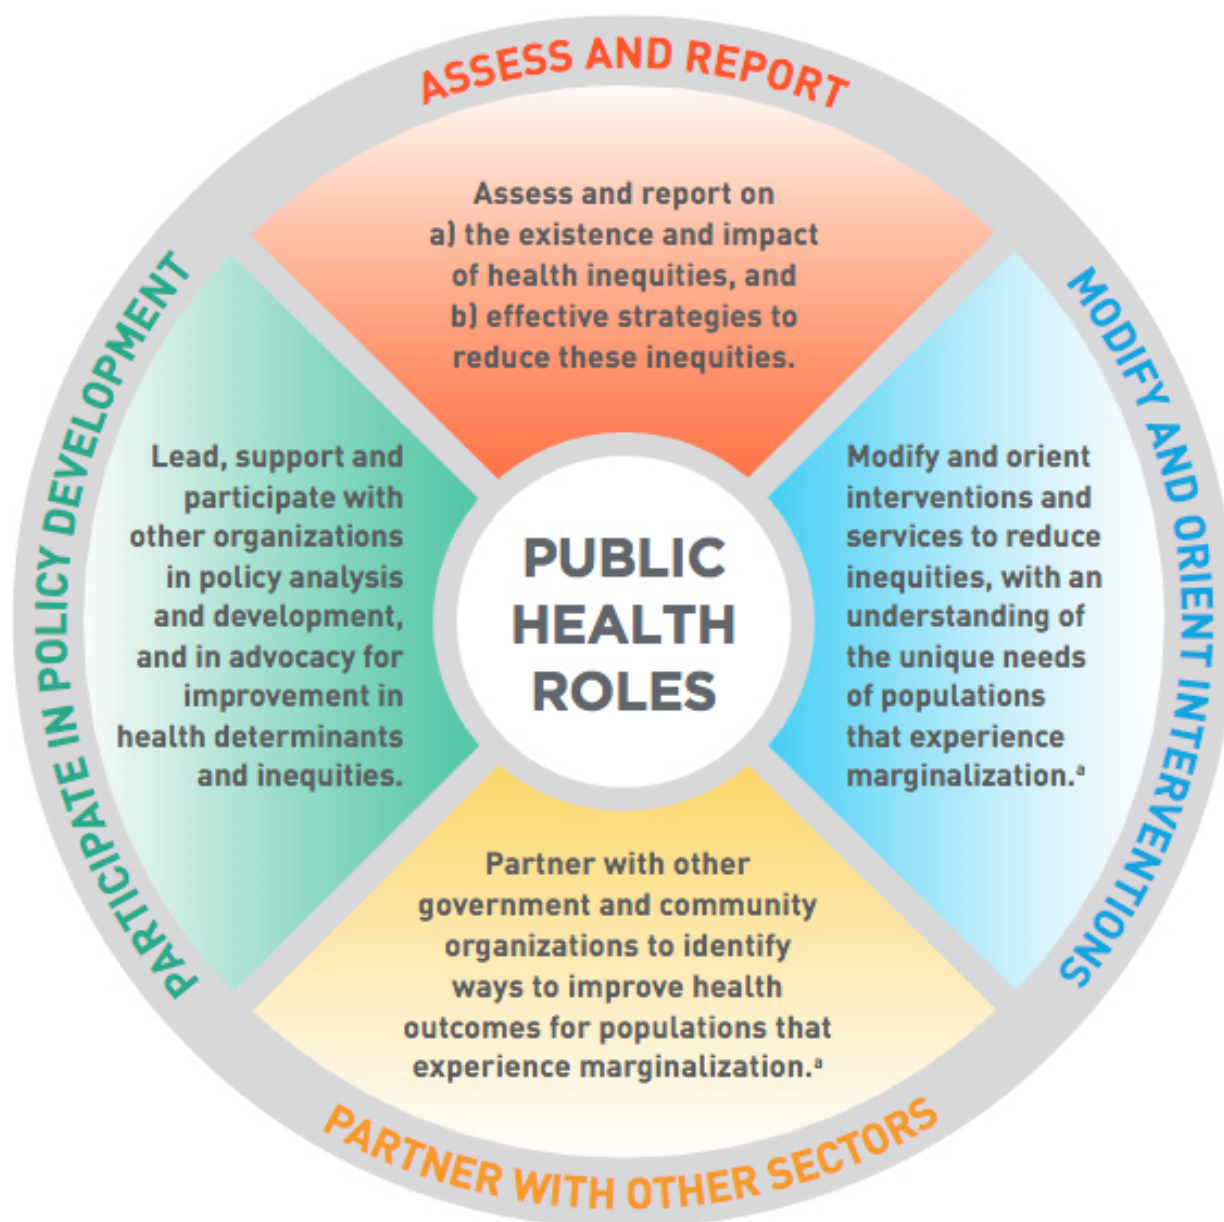 ASSESS AND REPORT
Assess and report on
a) the existence and impact
of health inequities, and
b) effective strategies to
reduce these inequities.
MODIFY AND ORIENT INTERVENTIONS
Modify and orient
interventions and
services to reduce
inequities, with an
understanding of
the unique needs
of populations
that experience
marginalization.ᵃ
PARTNER WITH OTHER SECTORS
Partner with other
government and community
organizations to identify
ways to improve health
outcomes for populations that
experience marginalization.ᵃ
PARTICIPATE IN POLICY DEVELOPMENT
Lead, support and
participate with
other organizations
in policy analysis
and development,
and in advocacy for
improvement in
health determinants
and inequities.
PUBLIC
HEALTH
ROLES